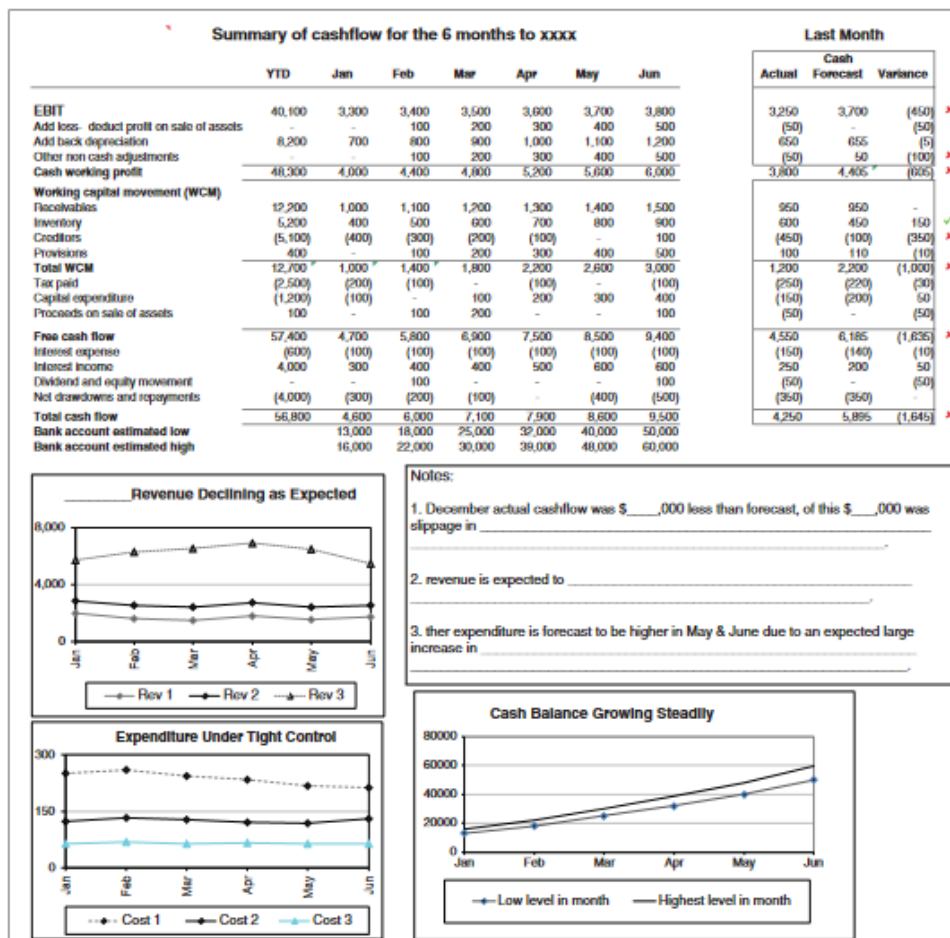 Summary of cashflow for the 6 months to xxxx Last Month
YTD Jan Feb Mar Apr May Jun Actual Cash Forecast Variance
EBIT 40,100 3,300 3,400 3,500 3,600 3,700 3,800 3,250 3,700 (450) x
Add loss- deduct profit on sale of assets - - 100 200 300 400 500 (50) - (50)
Add back depreciation 8,200 700 800 900 1,000 1,100 1,200 650 655 (5)
Other non cash adjustments - - 100 200 300 400 500 (50) 50 (100) x
Cash working profit 48,300 4,000 4,400 4,800 5,200 5,600 6,000 3,800 4,405 (605) x
Working capital movement (WCM)
Receivables 12,200 1,000 1,100 1,200 1,300 1,400 1,500 950 950 -
Inventory 5,200 400 500 600 700 800 900 600 450 150 ✓
Creditors (5,100) (400) (300) (200) (100) - 100 (450) (100) (350) x
Provisions 400 - 100 200 300 400 500 100 110 (10)
Total WCM 12,700 1,000 1,400 1,800 2,200 2,600 3,000 1,200 2,200 (1,000) x
Tax paid (2,500) (200) (100) - (100) - (100) (250) (220) (30)
Capital expenditure (1,200) (100) - 100 200 300 400 (150) (200) 50
Proceeds on sale of assets 100 - 100 200 - - 100 (50) - (50)
Free cash flow 57,400 4,700 5,800 6,900 7,500 8,500 9,400 4,550 6,185 (1,635) x
Interest expense (600) (100) (100) (100) (100) (100) (100) (150) (140) (10)
Interest income 4,000 300 400 400 500 600 600 250 200 50
Dividend and equity movement - - 100 - - - 100 (50) - (50)
Net drawdowns and repayments (4,000) (300) (200) (100) - (400) (500) (350) (350) -
Total cash flow 56,800 4,600 6,000 7,100 7,900 8,600 9,500 4,250 5,895 (1,645) x
Bank account estimated low 13,000 18,000 25,000 32,000 40,000 50,000
Bank account estimated high 16,000 22,000 30,000 39,000 48,000 60,000
________Revenue Declining as Expected
8,000
4,000
0
Jan Feb Mar Apr May Jun
Rev 1 Rev 2 Rev 3
Expenditure Under Tight Control
300
150
0
Jan Feb Mar Apr May Jun
Cost 1 Cost 2 Cost 3
Notes:
1. December actual cashflow was $____,000 less than forecast, of this $___,000 was
slippage in ____
____.
2. revenue is expected to ____
____.
3. ther expenditure is forecast to be higher in May & June due to an expected large
increase in ____
____.
Cash Balance Growing Steadily
80000
60000
40000
20000
0
Jan Feb Mar Apr May Jun
Low level in month Highest level in month